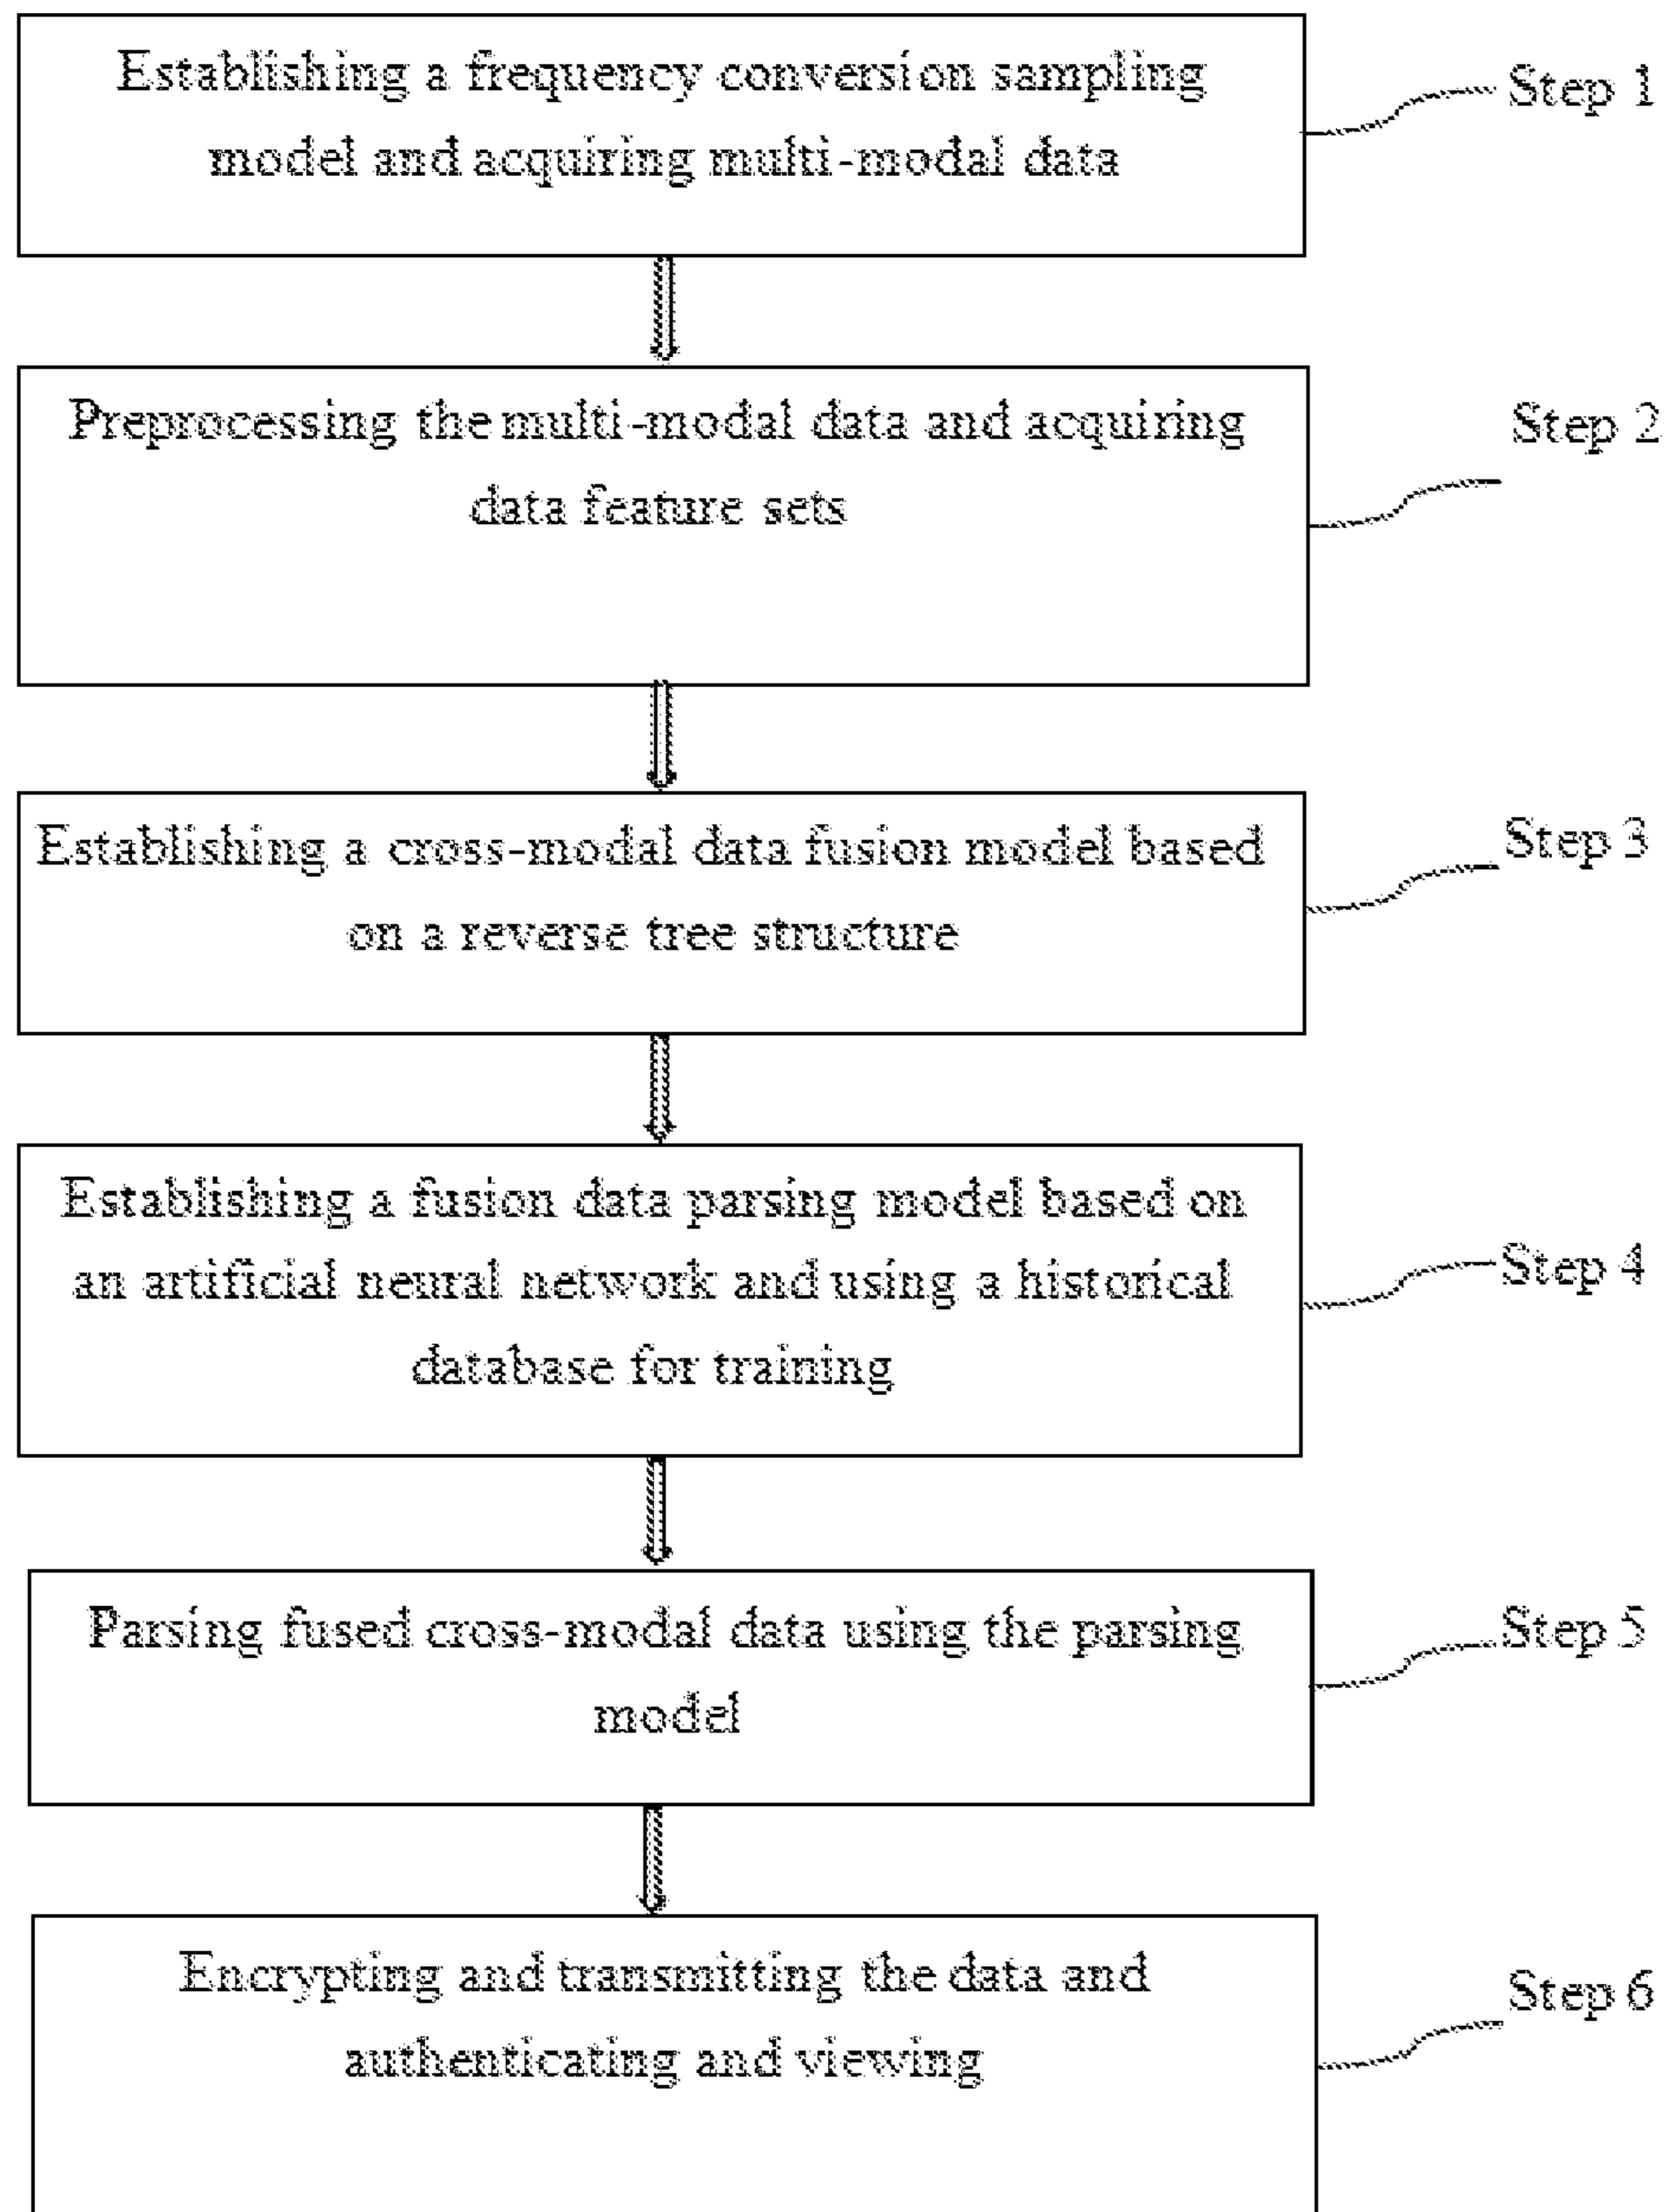 Establishing a frequency conversion sampling
model and acquiring multi-modal data
Step 1
Preprocessing the multi-modal data and acquiring
data feature sets
Step 2
Establishing a cross-modal data fusion model based
on a reverse tree structure
Step 3
Establishing a fusion data parsing model based on
an artificial neural network and using a historical
database for training
Step 4
Parsing fused cross-modal data using the parsing
model
Step 5
Encrypting and transmitting the data and
authenticating and viewing
Step 6